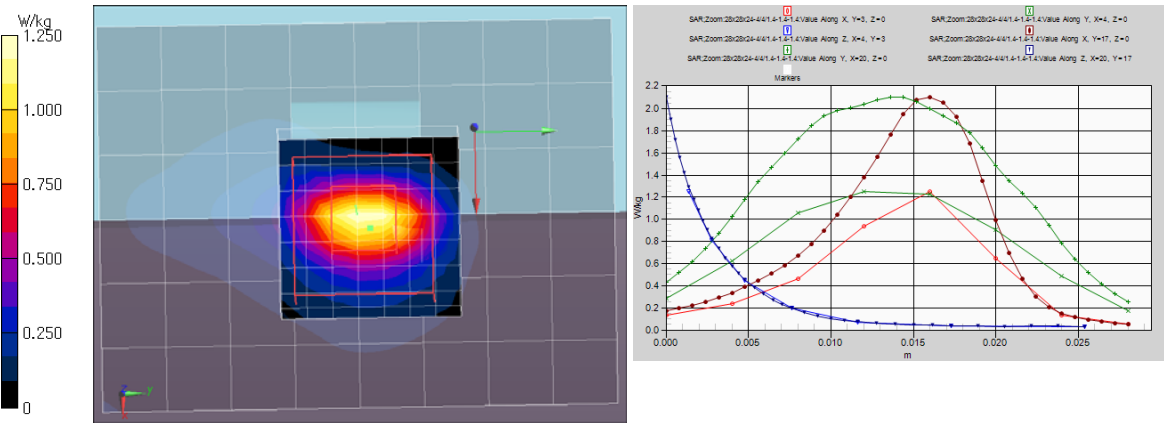 W/kg
1.250
1.000
0.750
0.500
0.250
0
z
y
x
SAR;Zoom:28x28x24-4/4/1.4-1.4-1.4:Value Along X, Y=3, Z=0
SAR;Zoom:28x28x24-4/4/1.4-1.4-1.4:Value Along Y, X=4, Z=0
SAR;Zoom:28x28x24-4/4/1.4-1.4-1.4:Value Along Z, X=4, Y=3
SAR;Zoom:28x28x24-4/4/1.4-1.4-1.4:Value Along X, Y=17, Z=0
SAR;Zoom:28x28x24-4/4/1.4-1.4-1.4:Value Along Y, X=20, Z=0
SAR;Zoom:28x28x24-4/4/1.4-1.4-1.4:Value Along Z, X=20, Y=17
Markers
2.2
2.0
1.8
1.6
1.4
1.2
1.0
0.8
0.6
0.4
0.2
0.0
W/kg
0.000 0.005 0.010 0.015 0.020 0.025
m